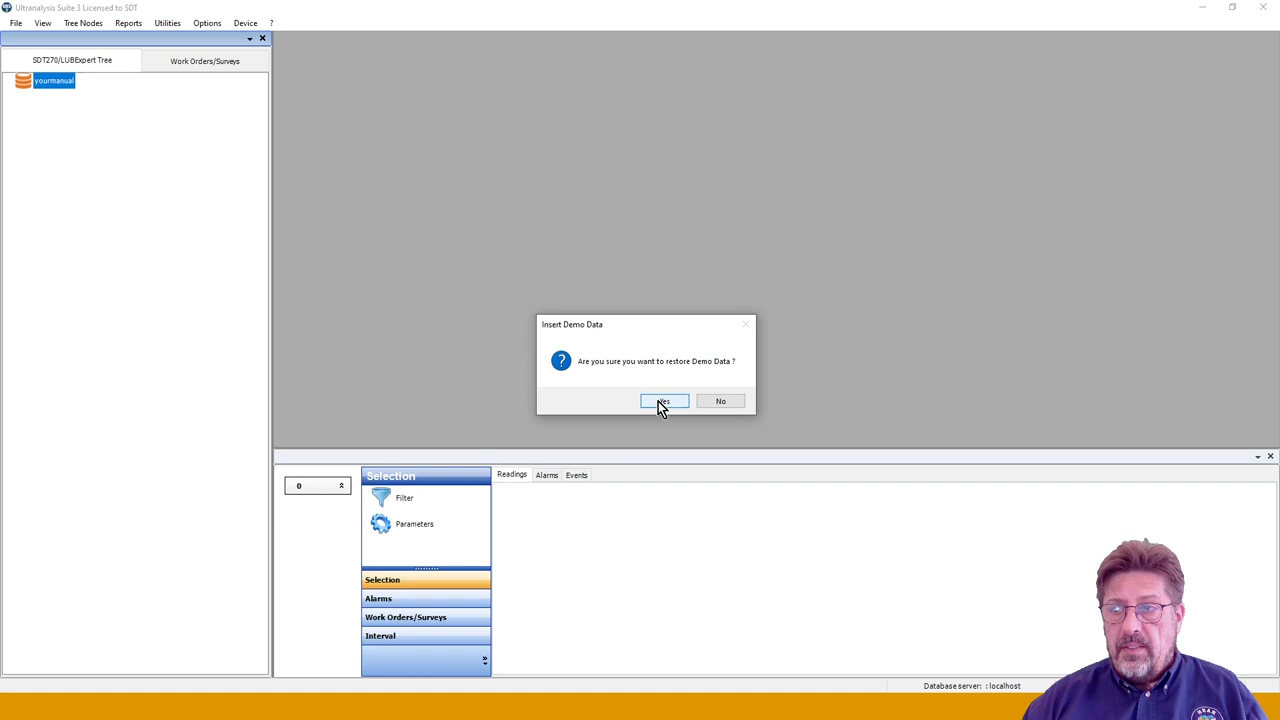 Ultranalysis Suite 3 Licensed to SDT
File View Tree Nodes Reports Utilities Options Device ?
SDT270/LUBExpert Tree
Work Orders/Surveys
yourmanual
Insert Demo Data
Are you sure you want to restore Demo Data ?
Yes
No
0
Selection
Filter
Parameters
Selection
Alarms
Work Orders/Surveys
Interval
Readings Alarms Events
Database server: : localhost